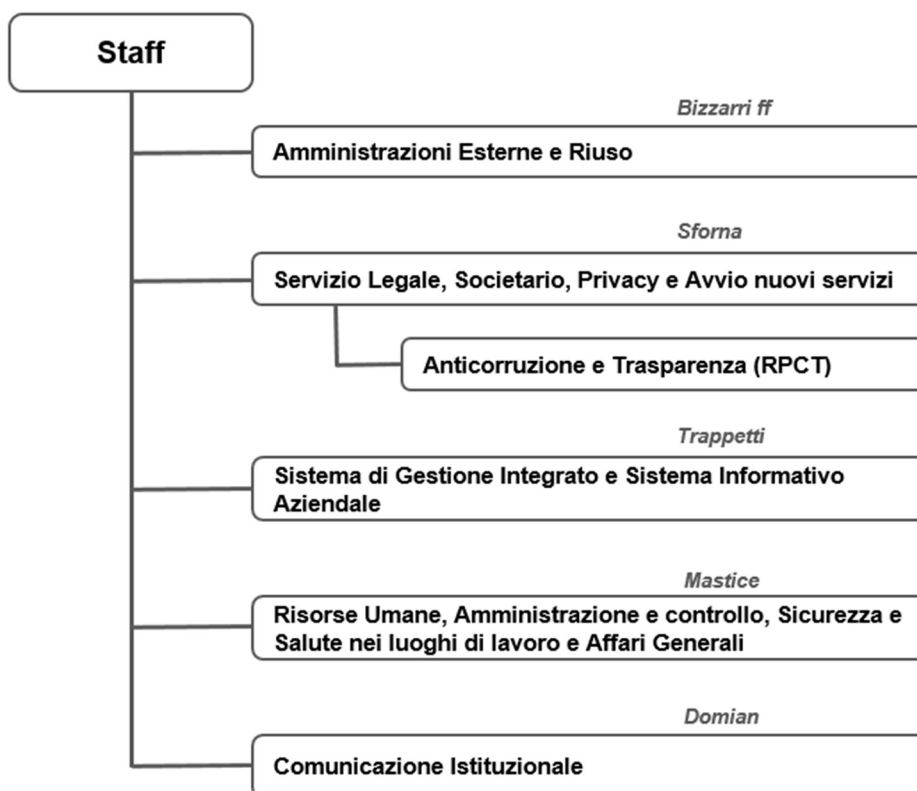 Staff
Bizzarri ff
Amministrazioni Esterne e Riuso
Sforna
Servizio Legale, Societario, Privacy e Avvio nuovi servizi
Anticorruzione e Trasparenza (RPCT)
Trappetti
Sistema di Gestione Integrato e Sistema Informativo
Aziendale
Mastice
Risorse Umane, Amministrazione e controllo, Sicurezza e
Salute nei luoghi di lavoro e Affari Generali
Domian
Comunicazione Istituzionale